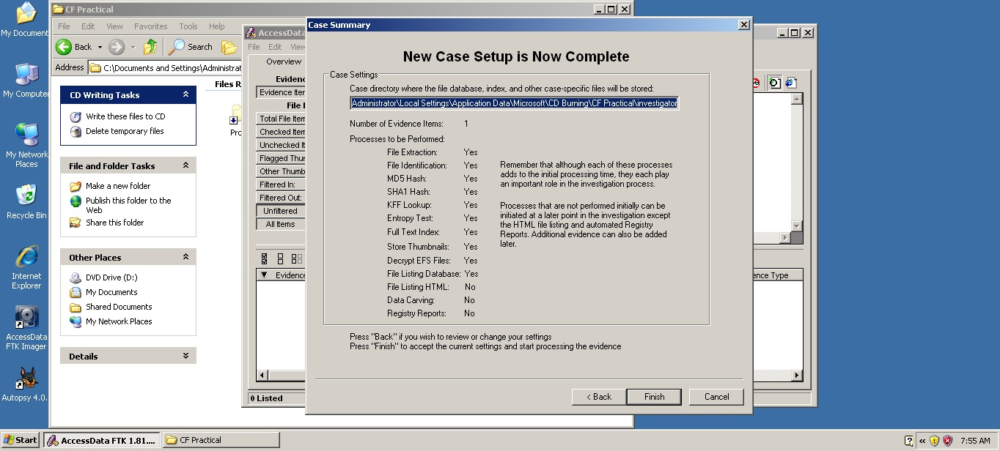 My Document
My Computer
My Network
Places
Recycle Bin
Internet
Explorer
AccessData
FTK Imager
Autopsy 4.0.
CF Practical
File Edit View Favorites Tools Help
Back Search
Address C:\Documents and Settings\Administrat
CD Writing Tasks
Write these files to CD
Delete temporary files
File and Folder Tasks
Make a new folder
Publish this folder to the
Web
Share this folder
Other Places
DVD Drive (D:)
My Documents
Shared Documents
My Network Places
Details
Files R
Pro
AccessData
File Edit View
Overview
Evidenc
Evidence Item
File I
Total File Item
Checked Item
Unchecked It
Flagged Thur
Other Thumb
Filtered In:
Filtered Out:
Unfiltered
All Items
Evidence
ence Type
0 Listed
Case Summary
New Case Setup is Now Complete
Case Settings
Case directory where the file database, index, and other case-specific files will be stored:
Administrator\Local Settings\Application Data\Microsoft\CD Burning\CF Practical\investigator
Number of Evidence Items: 1
Processes to be Performed:
File Extraction: Yes
File Identification: Yes
MD5 Hash: Yes
SHA1 Hash: Yes
KFF Lookup: Yes
Entropy Test: Yes
Full Text Index: Yes
Store Thumbnails: Yes
Decrypt EFS Files: Yes
File Listing Database: Yes
File Listing HTML: No
Data Carving: No
Registry Reports: No
Remember that although each of these processes
adds to the initial processing time, they each play
an important role in the investigation process.
Processes that are not performed initially can be
initiated at a later point in the investigation except
the HTML file listing and automated Registry
Reports. Additional evidence can also be added
later.
Press "Back" if you wish to review or change your settings
Press "Finish" to accept the current settings and start processing the evidence
< Back Finish Cancel
Start AccessData FTK 1.81.... CF Practical 7:55 AM